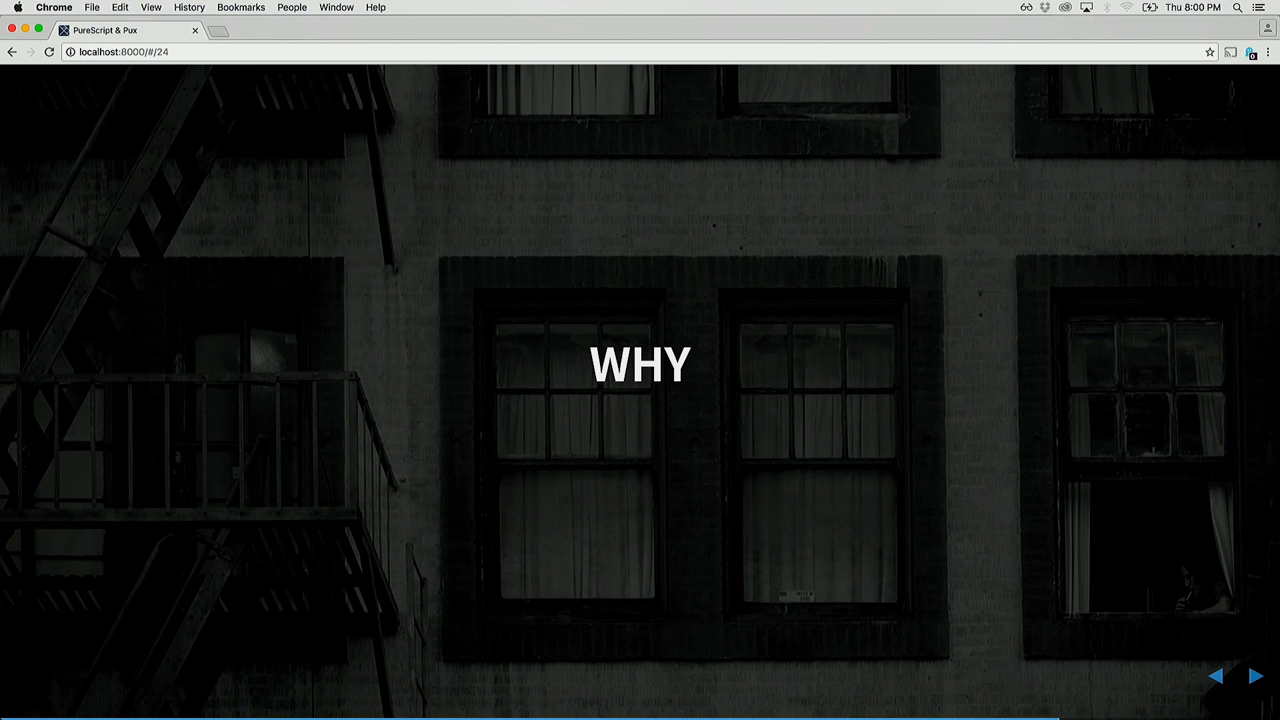 Chrome File Edit View History Bookmarks People Window Help Thu 8:00 PM
PureScript & Pux
localhost:8000/#/24
WHY